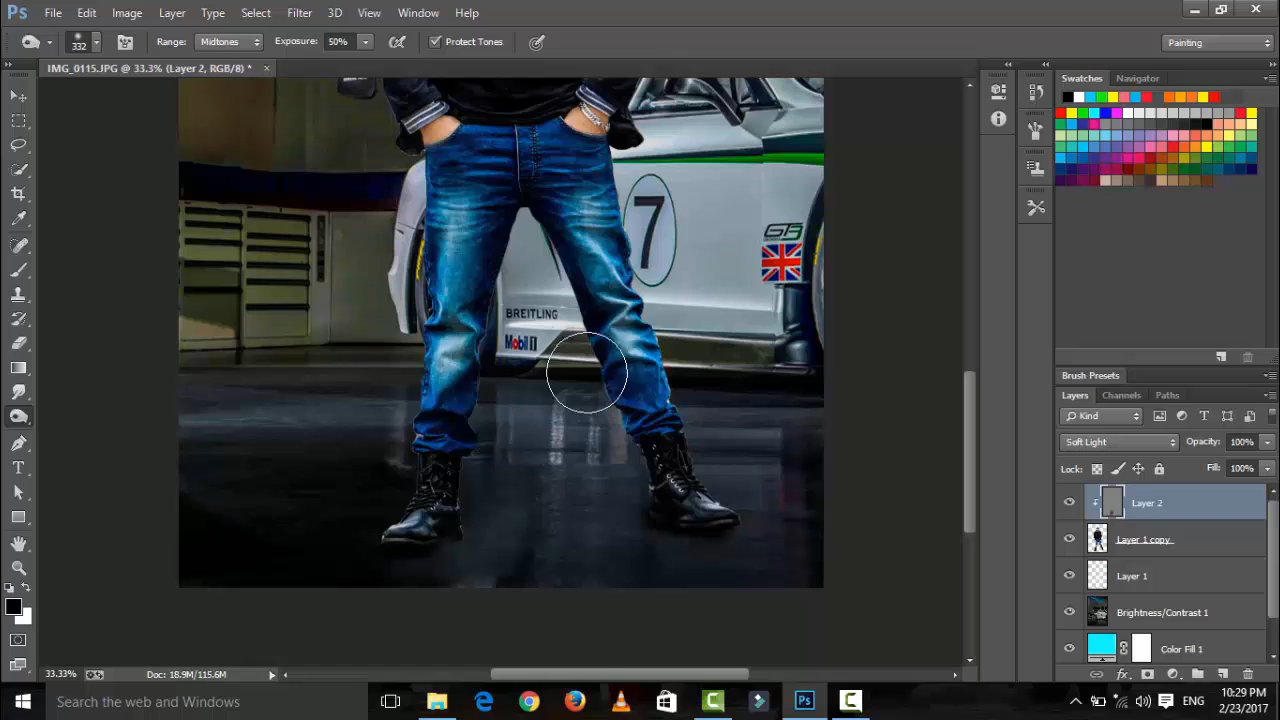 Ps File Edit Image Layer Type Select Filter 3D View Window Help
332 Range: Midtones Exposure: 50% Protect Tones Painting
IMG_0115.JPG @ 33.3% (Layer 2, RGB/8) * ×
Swatches Navigator
7
GB
BREITLING
Mobil 1
Brush Presets
Layers Channels Paths
Kind T
Soft Light Opacity: 100%
Lock: Fill: 100%
Layer 2
Layer 1 copy
Layer 1
Brightness/Contrast 1
Color Fill 1
T
33.33% Doc: 18.9M/115.6M
fx
Search the web and Windows
ENG
10:29 PM
2/23/2017